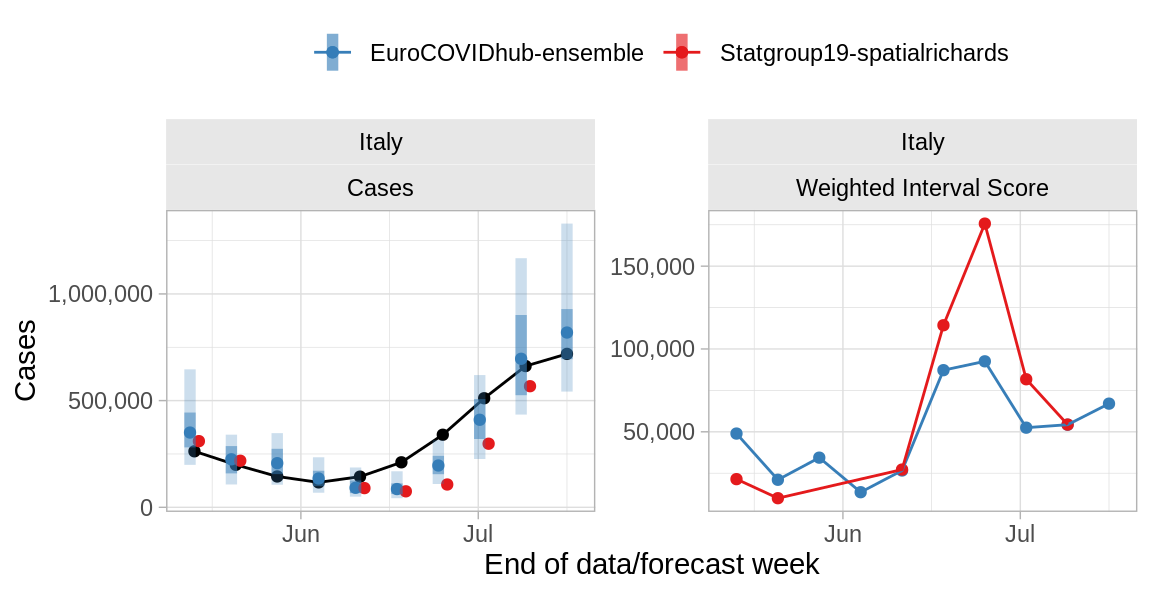 EuroCOVIDhub-ensemble Statgroup19-spatialrichards
Italy
Cases
Italy
Weighted Interval Score
Cases
1,000,000
500,000
0
Jun Jul
150,000
100,000
50,000
Jun Jul
End of data/forecast week